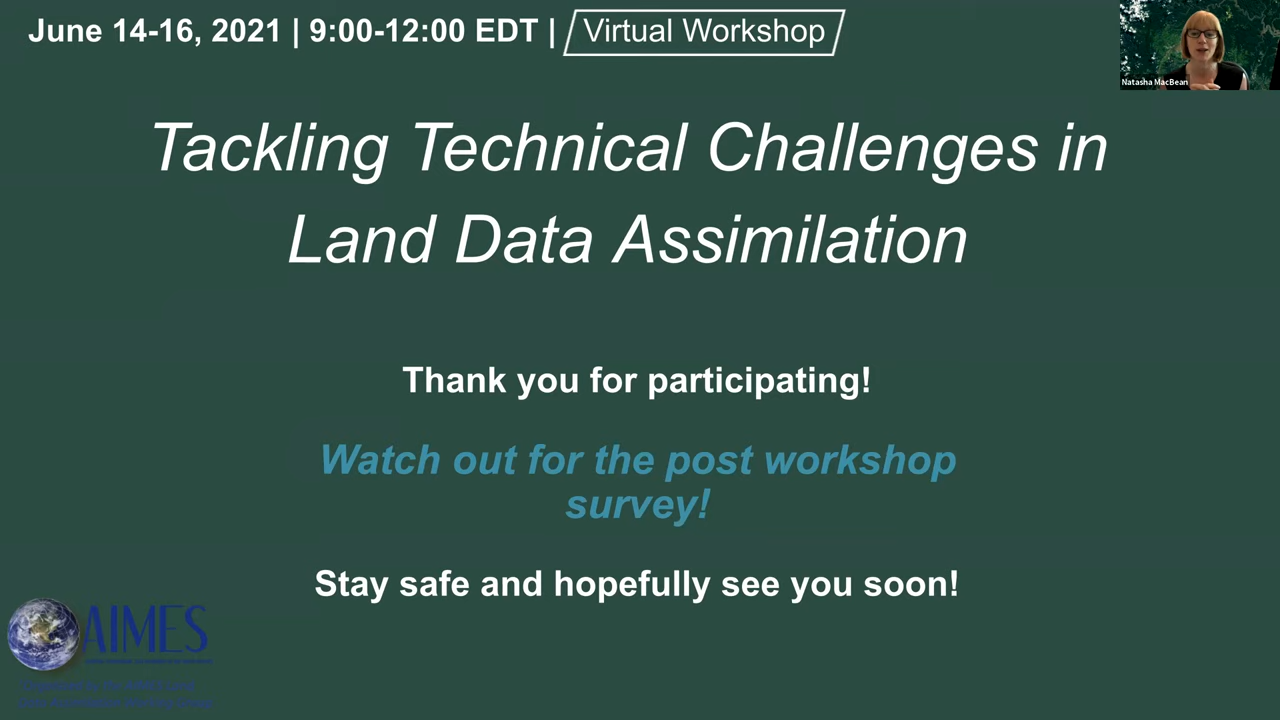 June 14-16, 2021 | 9:00-12:00 EDT | Virtual Workshop
Natasha MacBean
Tackling Technical Challenges in
Land Data Assimilation
Thank you for participating!
Watch out for the post workshop
survey!
Stay safe and hopefully see you soon!
AIMES